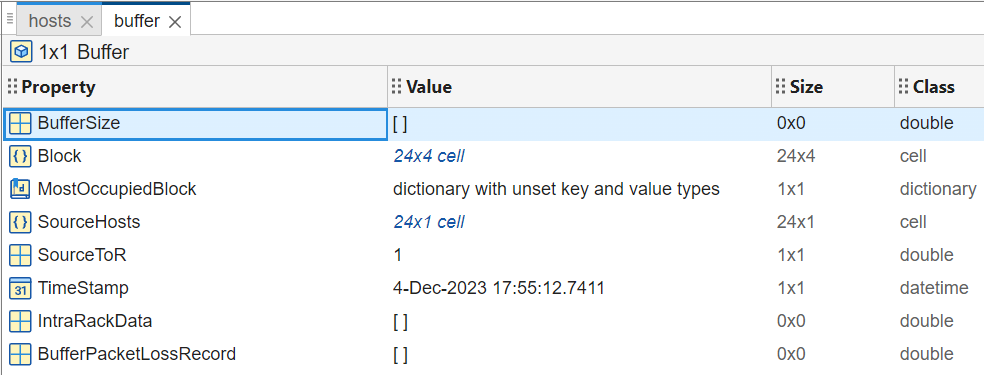 hosts buffer
1x1 Buffer
Property Value Size Class
BufferSize [ ] 0x0 double
Block 24x4 cell 24x4 cell
MostOccupiedBlock dictionary with unset key and value types 1x1 dictionary
SourceHosts 24x1 cell 24x1 cell
SourceToR 1 1x1 double
31 TimeStamp 4-Dec-2023 17:55:12.7411 1x1 datetime
IntraRackData [ ] 0x0 double
BufferPacketLossRecord [ ] 0x0 double